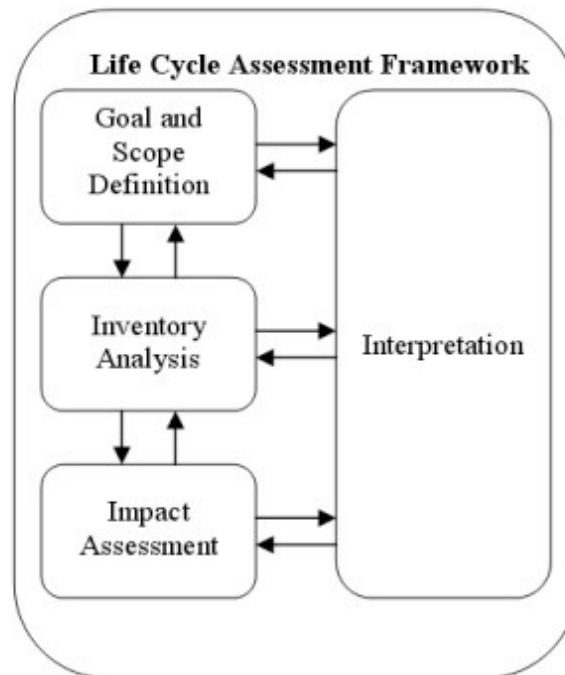 Life Cycle Assessment Framework
Goal and
Scope
Definition
Inventory
Analysis
Interpretation
Impact
Assessment